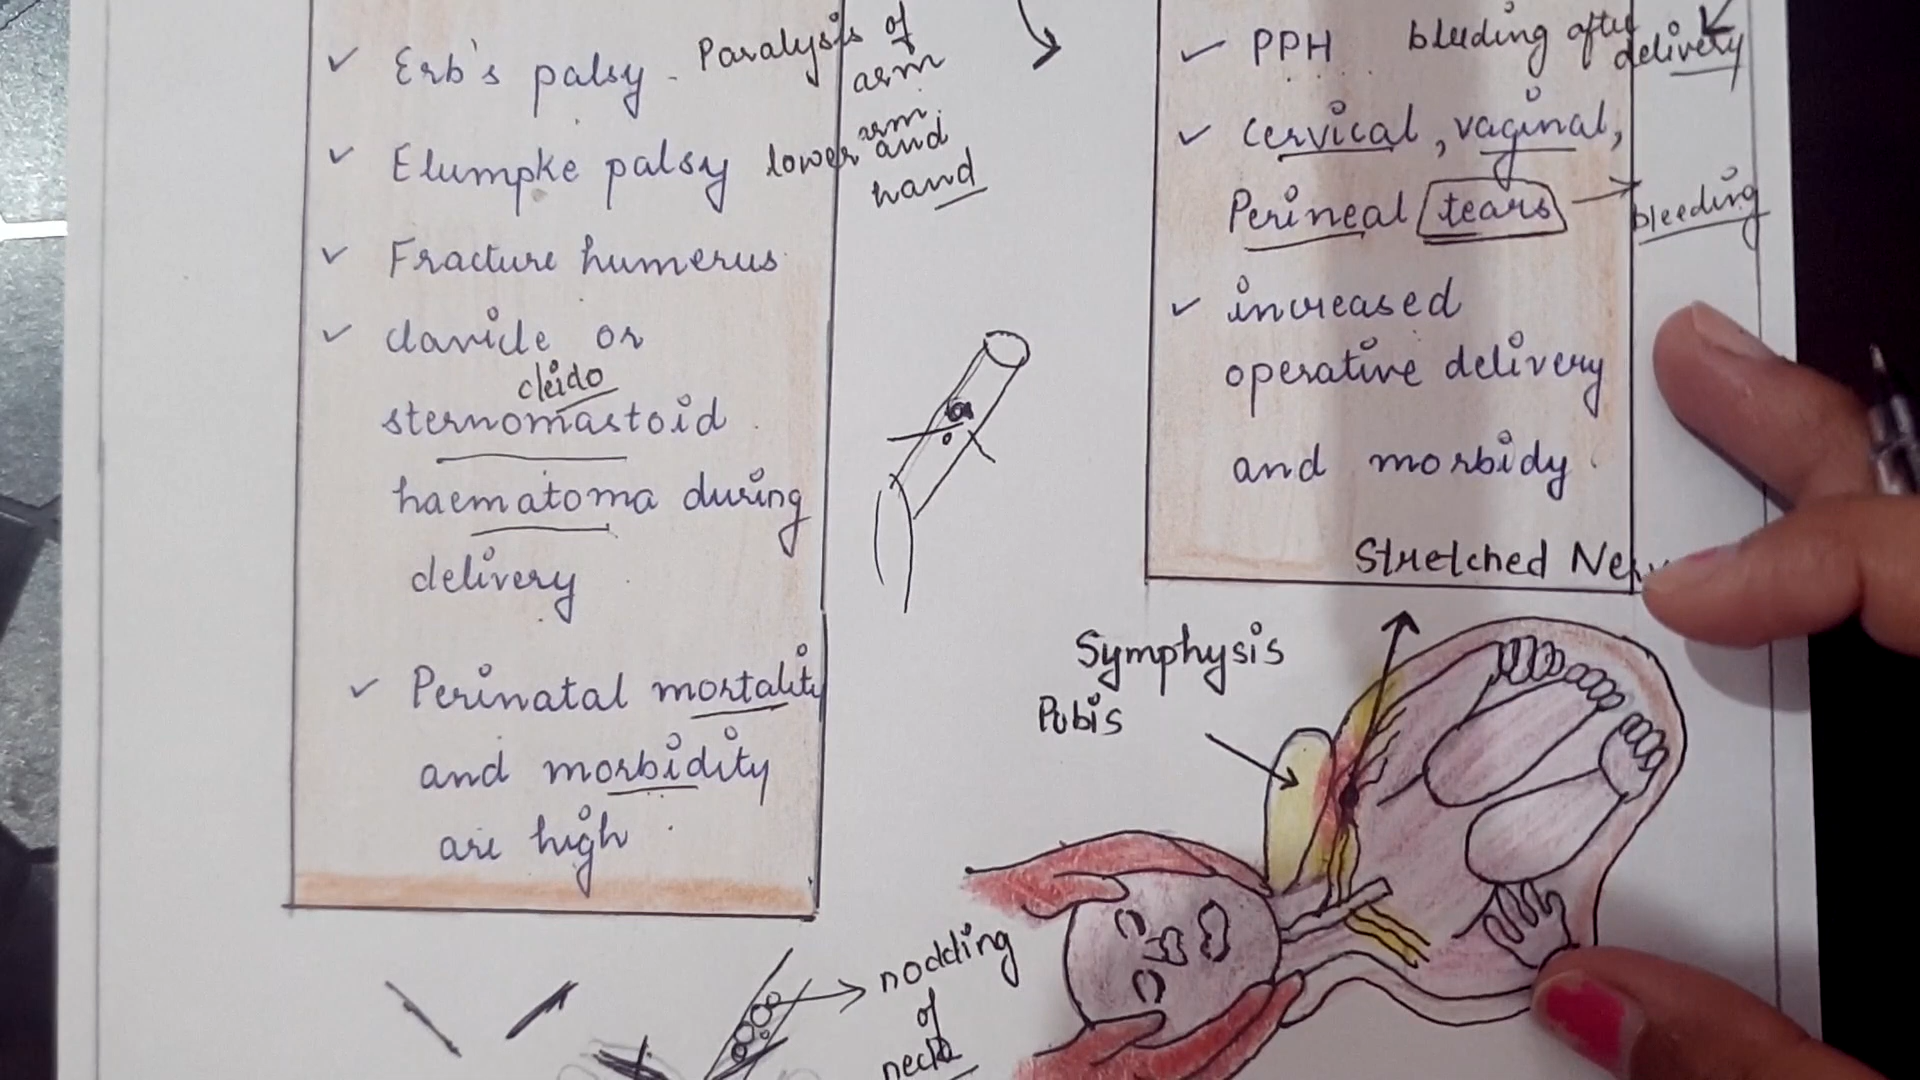 ✓ Erb's palsy - Paralysis of
arm
✓ Elumpke palsy lower arm and
hand
✓ Fracture humerus
✓ clavicle or
cleido
sternomastoid
haematoma during
delivery
✓ Perinatal mortality
and morbidity
are high
nodding
of
neck
✓ PPH bleeding after
delivery
✓ cervical, vaginal,
Perineal tears → bleeding
✓ increased
operative delivery
and morbidy
Stretched Nerv
Symphysis
Pubis